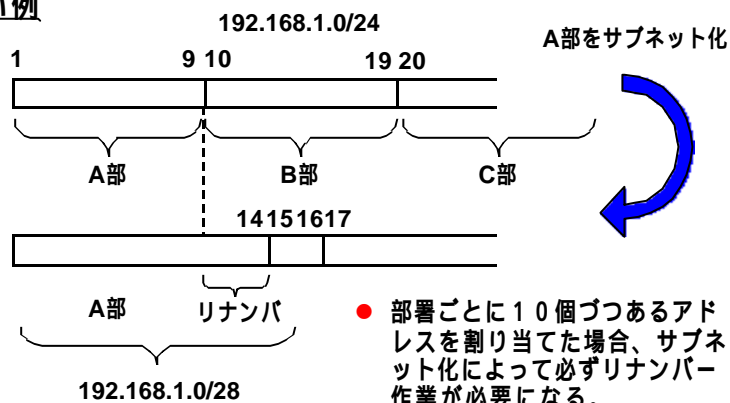 い例
192.168.1.0/24
A部をサブネット化
1 9 10 19 20
A部 B部 C部
14151617
A部 リナンバ
192.168.1.0/28
● 部署ごとに１０個づつあるアド
レスを割り当てた場合、サブネ
ット化によって必ずリナンバー
作業が必要になる。